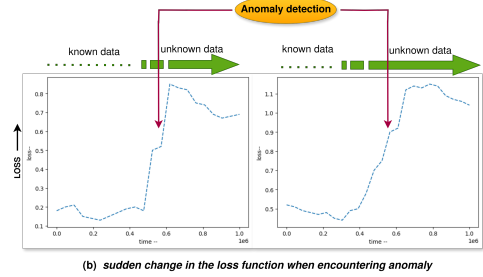 Anomaly detection
known data
unknown data
known data
unknown data
LOSS
loss--
0.8
0.7
0.6
0.5
0.4
0.3
0.2
0.1
0.0
0.2
0.4
0.6
0.8
1.0
1e6
time --
loss--
1.1
1.0
0.9
0.8
0.7
0.6
0.5
0.0
0.2
0.4
0.6
0.8
1.0
1e6
time --
(b) sudden change in the loss function when encountering anomaly